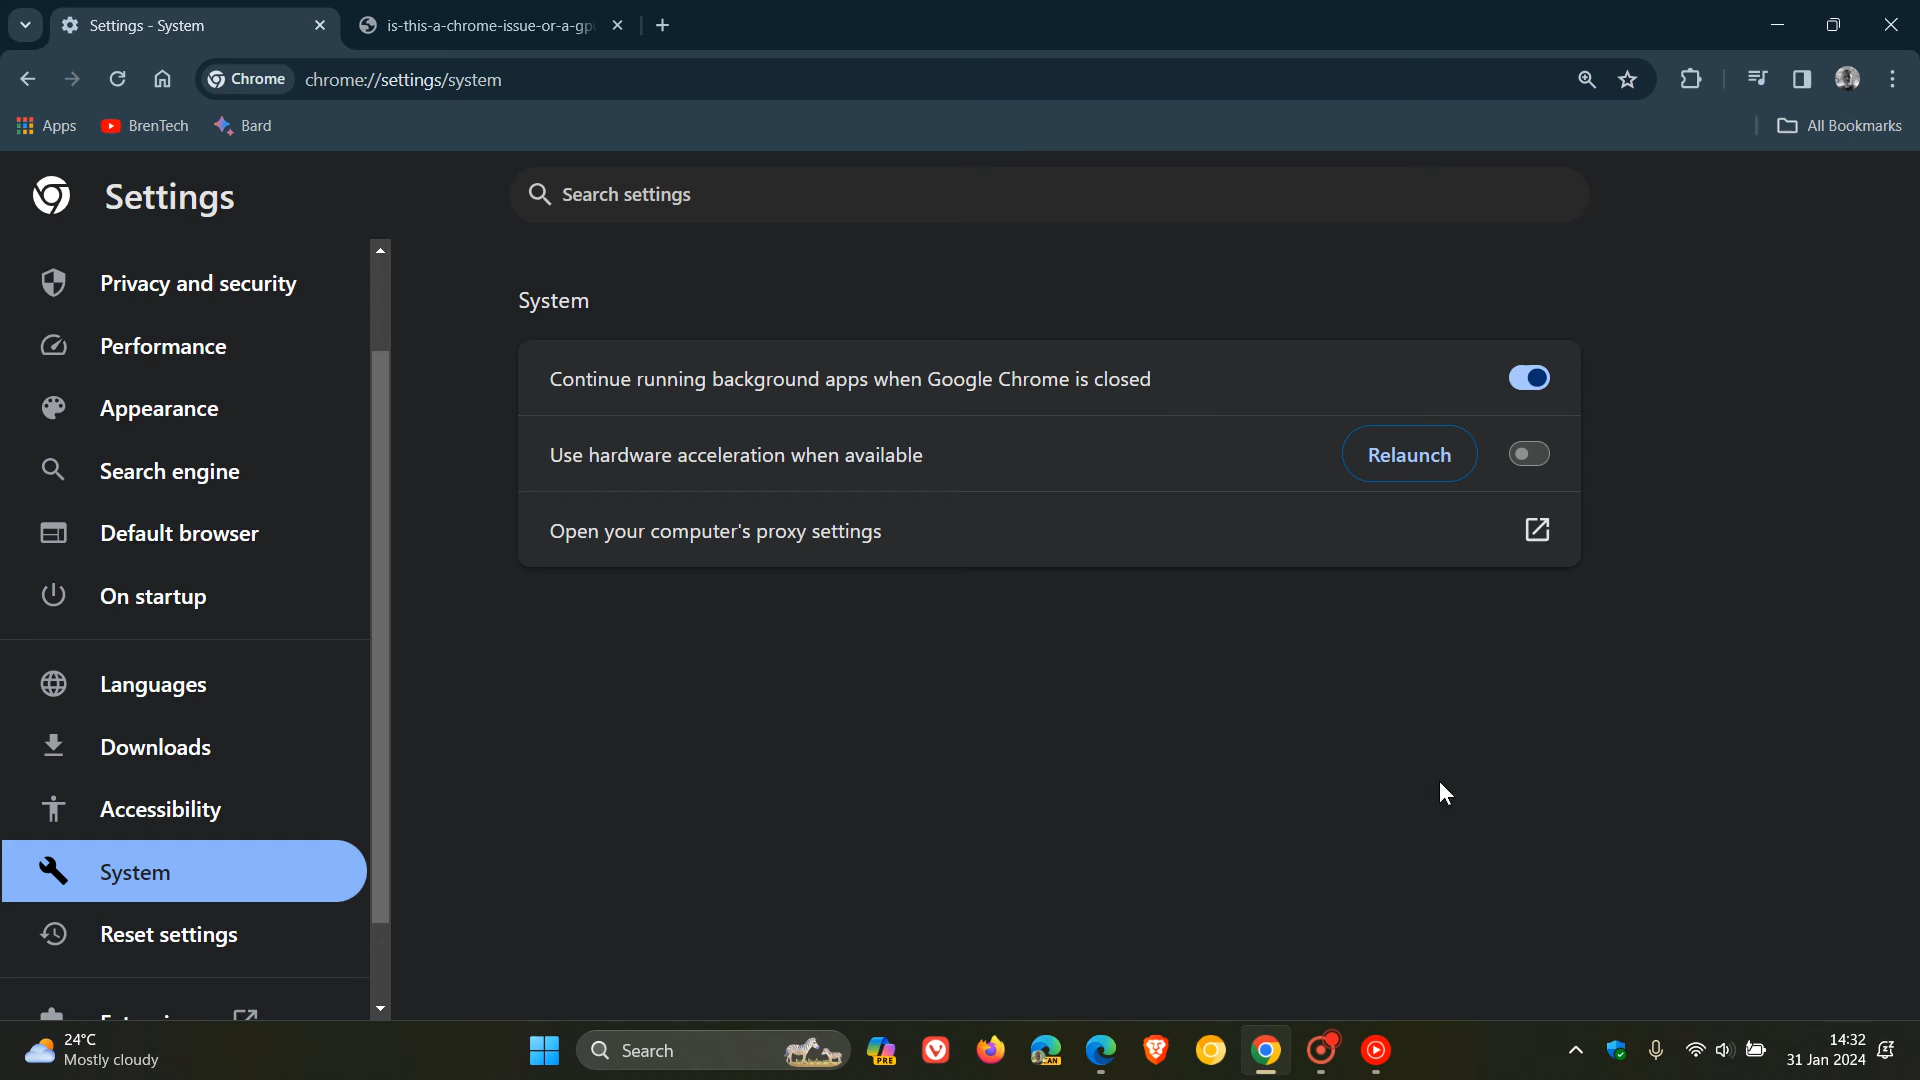 Settings - System
is-this-a-chrome-issue-or-a-gp
Chrome chrome://settings/system
Apps BrenTech Bard All Bookmarks
Settings
Search settings
Privacy and security
Performance
Appearance
Search engine
Default browser
On startup
Languages
Downloads
Accessibility
System
Reset settings
System
Continue running background apps when Google Chrome is closed
Use hardware acceleration when available Relaunch
Open your computer's proxy settings
24°C
Mostly cloudy
Search
PRE
CAN
14:32
31 Jan 2024